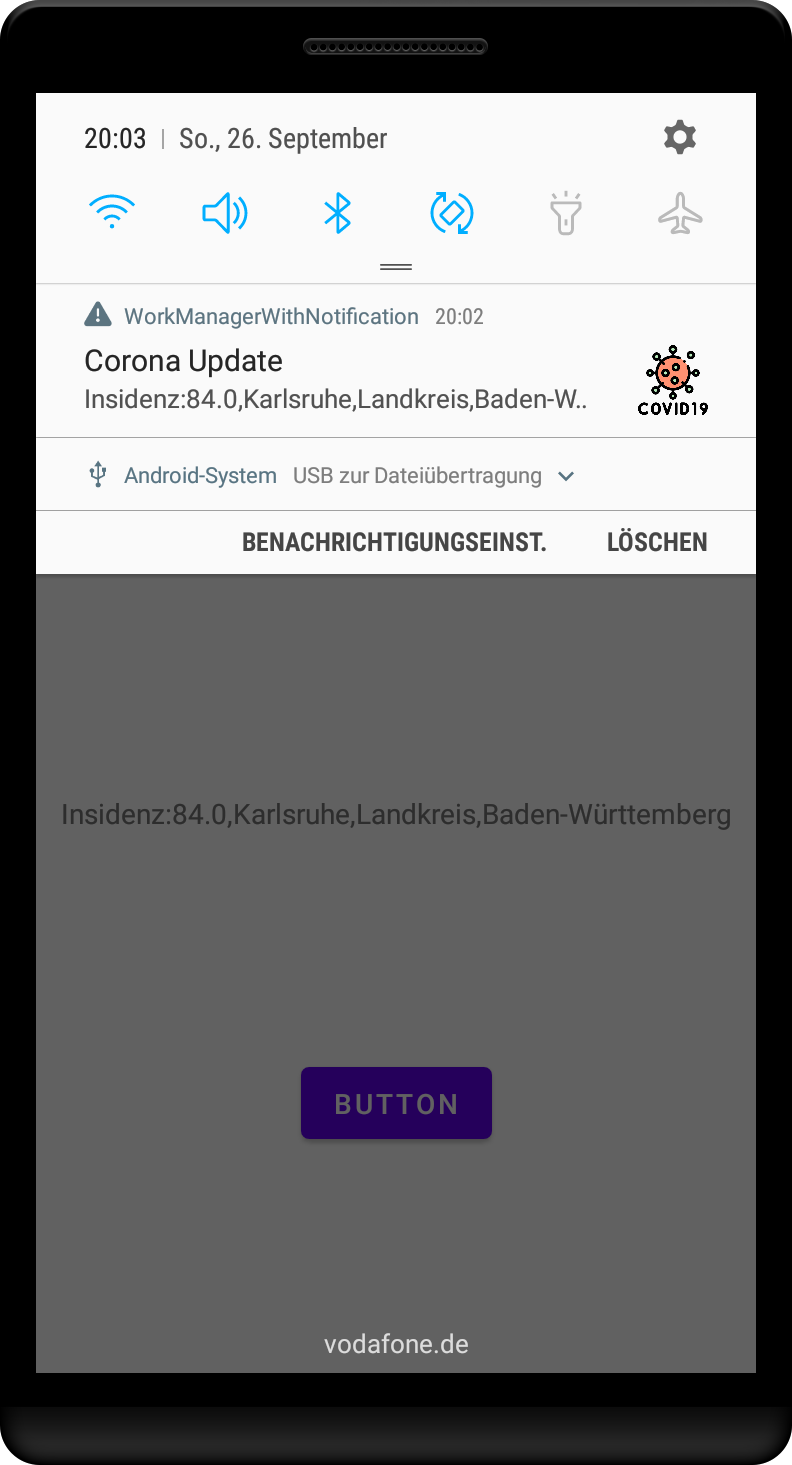 20:03 | So., 26. September
WorkManagerWithNotification 20:02
Corona Update
Insidenz:84.0,Karlsruhe,Landkreis,Baden-W..
COVID19
Android-System USB zur Dateiübertragung
BENACHRICHTIGUNGSEINST. LÖSCHEN
Insidenz:84.0,Karlsruhe,Landkreis,Baden-Württemberg
BUTTON
vodafone.de